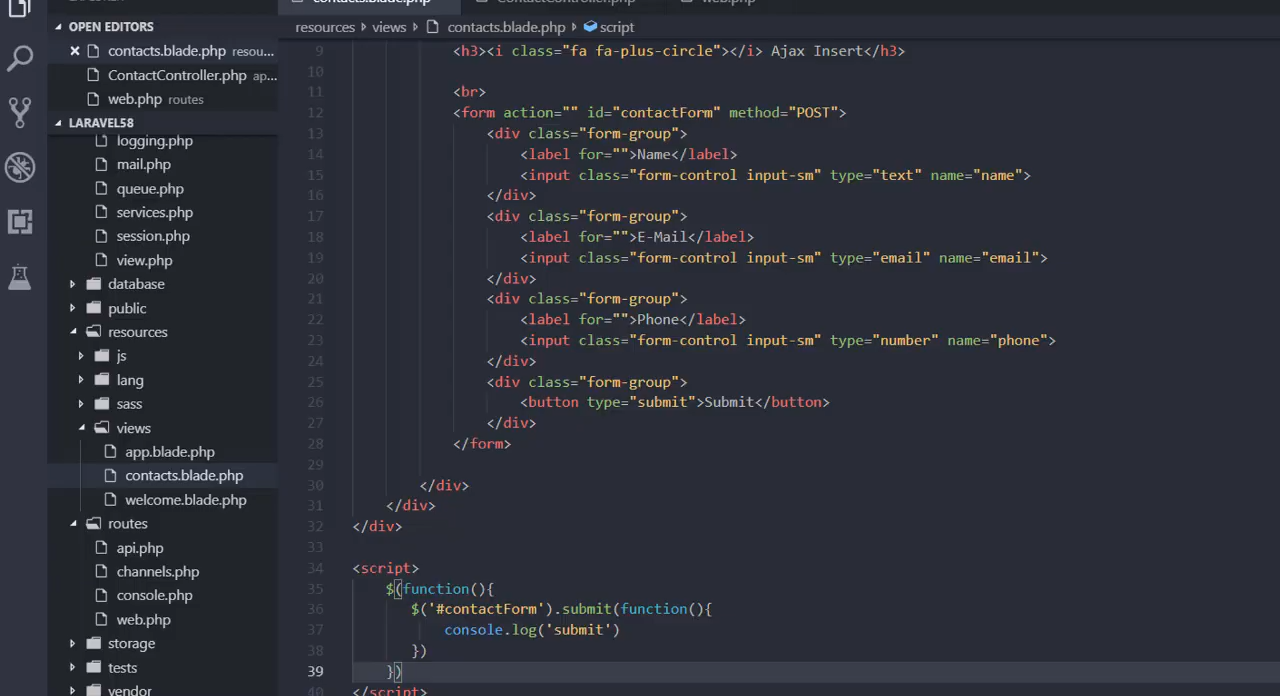 OPEN EDITORS
contacts.blade.php resou...
ContactController.php ap...
web.php routes
LARAVEL58
logging.php
mail.php
queue.php
services.php
session.php
view.php
database
public
resources
js
lang
sass
views
app.blade.php
contacts.blade.php
welcome.blade.php
routes
api.php
channels.php
console.php
web.php
storage
tests
vendor
contacts.blade.php
ContactController.php
web.php
resources views contacts.blade.php script
9 <h3><i class="fa fa-plus-circle"></i> Ajax Insert</h3>
10
11 <br>
12 <form action="" id="contactForm" method="POST">
13 <div class="form-group">
14 <label for="">Name</label>
15 <input class="form-control input-sm" type="text" name="name">
16 </div>
17 <div class="form-group">
18 <label for="">E-Mail</label>
19 <input class="form-control input-sm" type="email" name="email">
20 </div>
21 <div class="form-group">
22 <label for="">Phone</label>
23 <input class="form-control input-sm" type="number" name="phone">
24 </div>
25 <div class="form-group">
26 <button type="submit">Submit</button>
27 </div>
28 </form>
29
30 </div>
31 </div>
32 </div>
33
34 <script>
35 $(function(){
36 $('#contactForm').submit(function(){
37 console.log('submit')
38 })
39 })
40 </script>